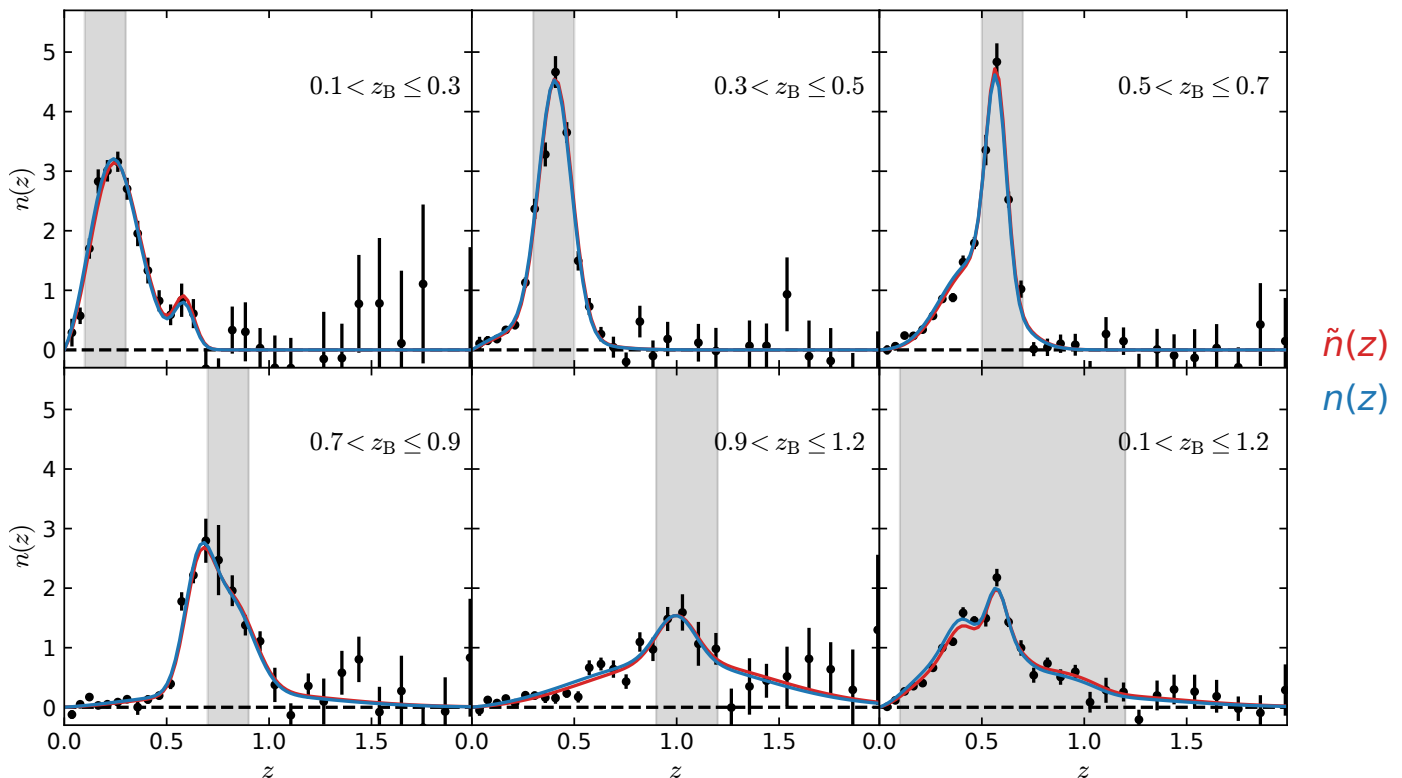 0.1 < z_B ≤ 0.3
0.3 < z_B ≤ 0.5
0.5 < z_B ≤ 0.7
n(z)
5
4
3
2
1
0
ñ(z)
n(z)
0.7 < z_B ≤ 0.9
0.9 < z_B ≤ 1.2
0.1 < z_B ≤ 1.2
n(z)
5
4
3
2
1
0
0.0 0.5 1.0 1.5 0.0 0.5 1.0 1.5 0.0 0.5 1.0 1.5
z z z